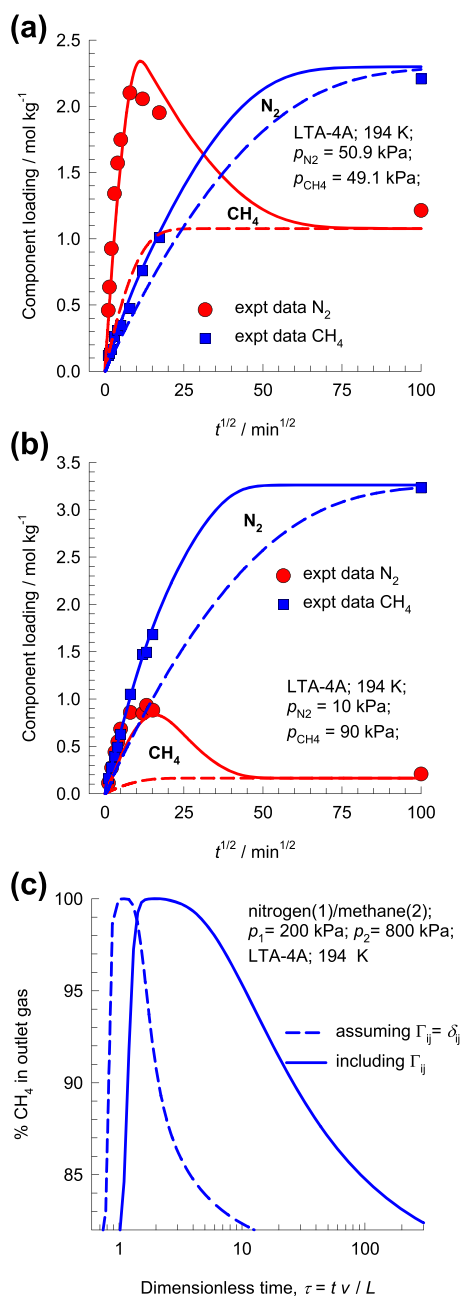 (a)
2.5
2.0
1.5
1.0
0.5
0.0
Component loading / mol kg⁻¹
N₂
LTA-4A; 194 K;
pN2 = 50.9 kPa;
pCH4 = 49.1 kPa;
CH₄
expt data N₂
expt data CH₄
0 25 50 75 100
t^1/2 / min^1/2
(b)
3.5
3.0
2.5
2.0
1.5
1.0
0.5
0.0
Component loading / mol kg⁻¹
N₂
expt data N₂
expt data CH₄
LTA-4A; 194 K;
pN2 = 10 kPa;
pCH4 = 90 kPa;
CH₄
0 25 50 75 100
t^1/2 / min^1/2
(c)
100
95
90
85
% CH₄ in outlet gas
nitrogen(1)/methane(2);
p₁= 200 kPa; p₂= 800 kPa;
LTA-4A; 194 K
assuming Γij= δij
including Γij
1 10 100
Dimensionless time, τ = t v / L